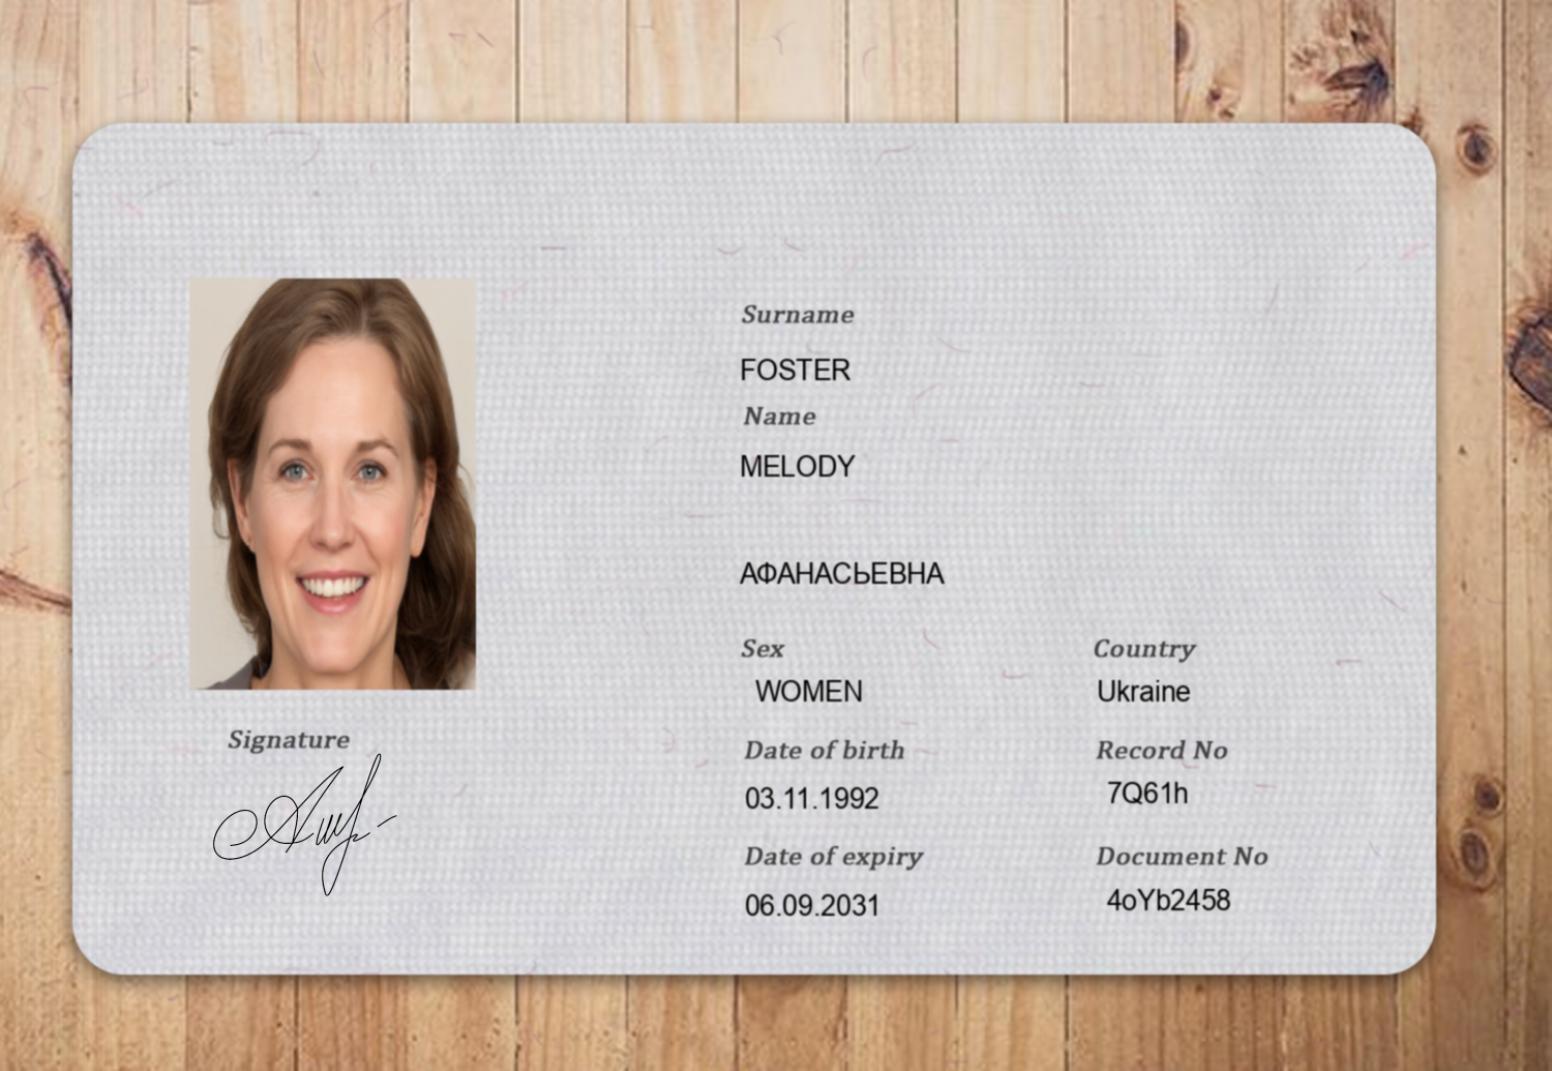 Surname
FOSTER
Name
MELODY
АФАНАСЬЕВНА
Sex
Country
WOMEN
Ukraine
Date of birth
Record No
03.11.1992
7Q61h
Date of expiry
Document No
06.09.2031
4oYb2458
Signature